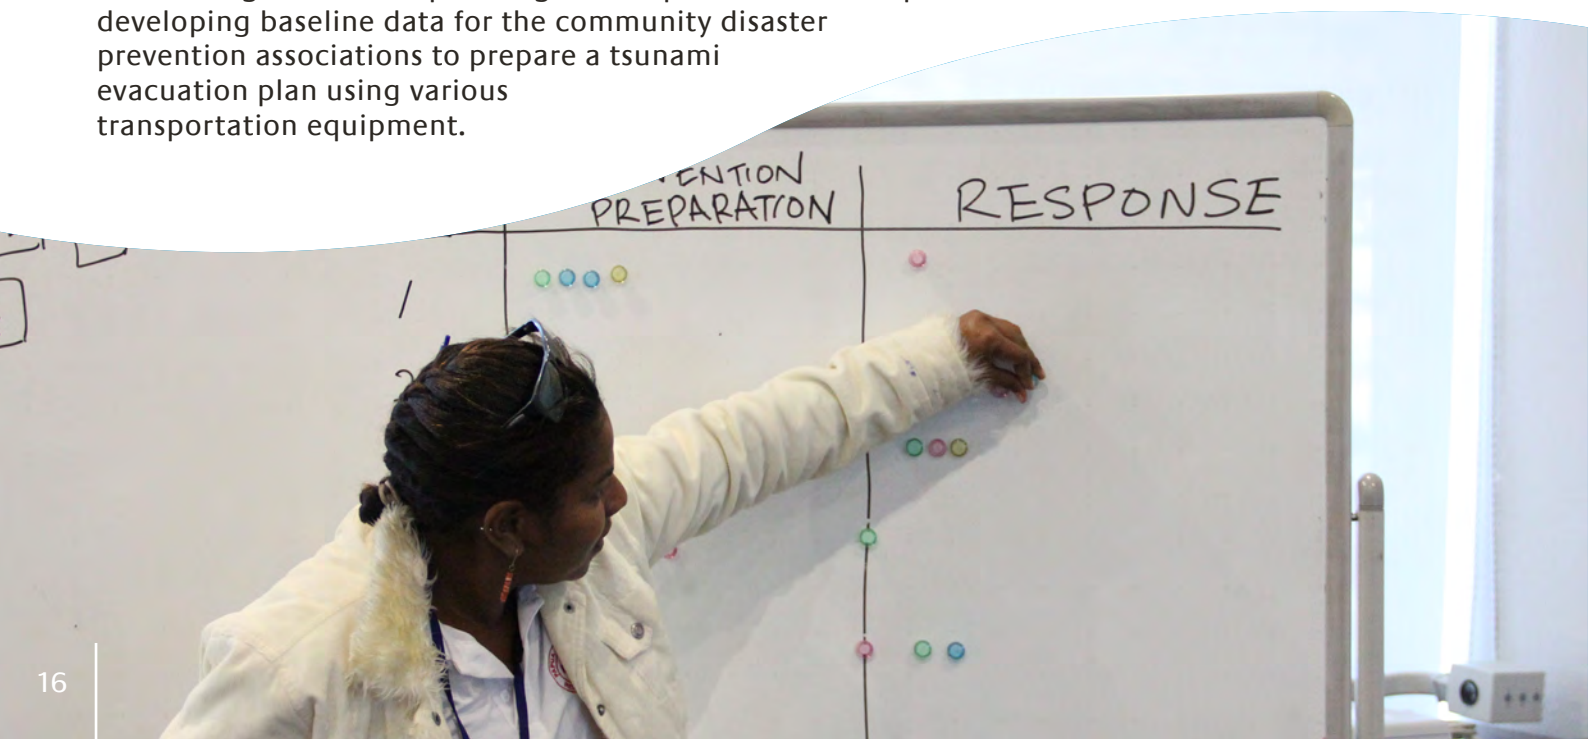 developing baseline data for the community disaster
prevention associations to prepare a tsunami
evacuation plan using various
transportation equipment.
PREPARATION
RESPONSE
16